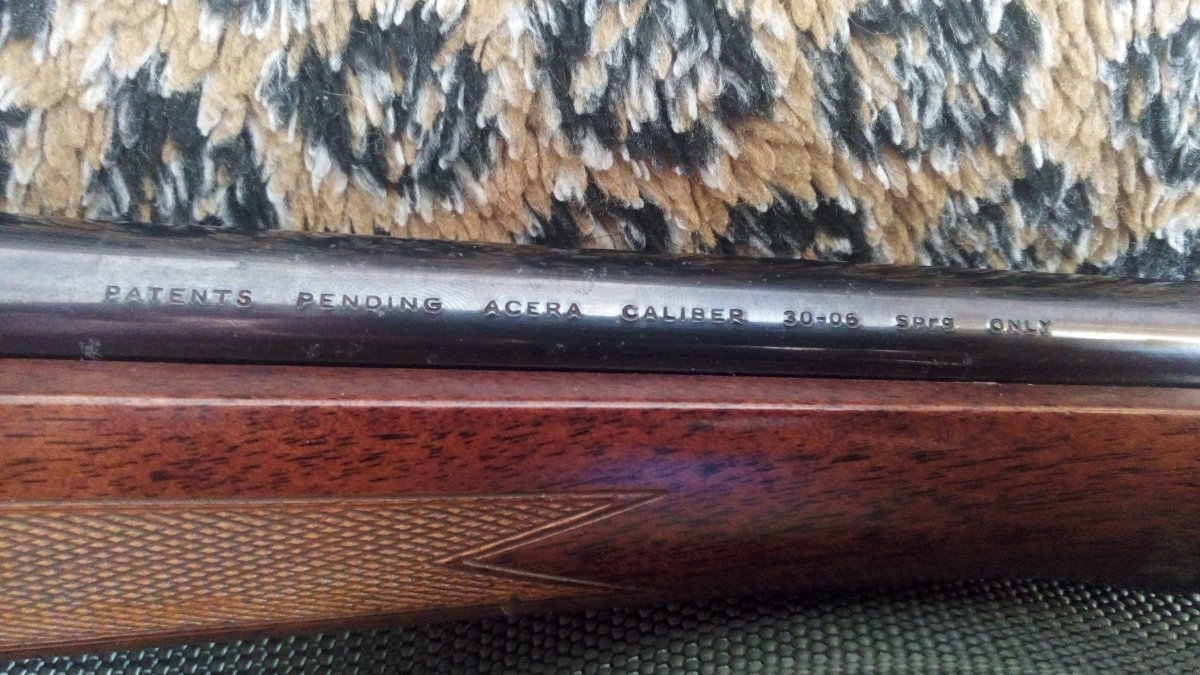 PATENTS PENDING ACERA CALIBER 30-06 Sprg ONLY